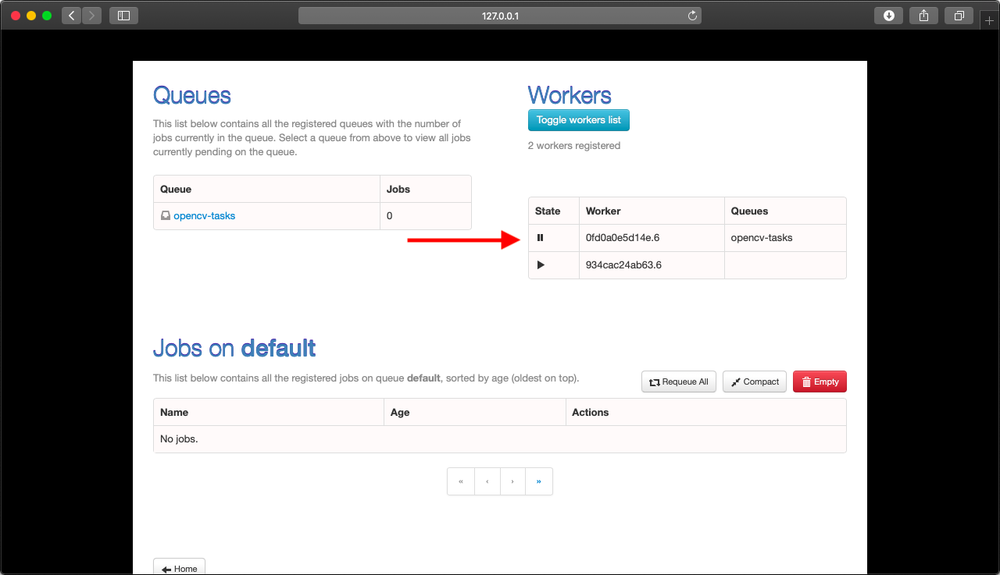 127.0.0.1
Queues
This list below contains all the registered queues with the number of
jobs currently in the queue. Select a queue from above to view all jobs
currently pending on the queue.
Queue Jobs
opencv-tasks 0
Workers
Toggle workers list
2 workers registered
State Worker Queues
0fd0a0e5d14e.6 opencv-tasks
934cac24ab63.6
Jobs on default
This list below contains all the registered jobs on queue default, sorted by age (oldest on top).
Requeue All Compact Empty
Name Age Actions
No jobs.
« ‹ › »
Home